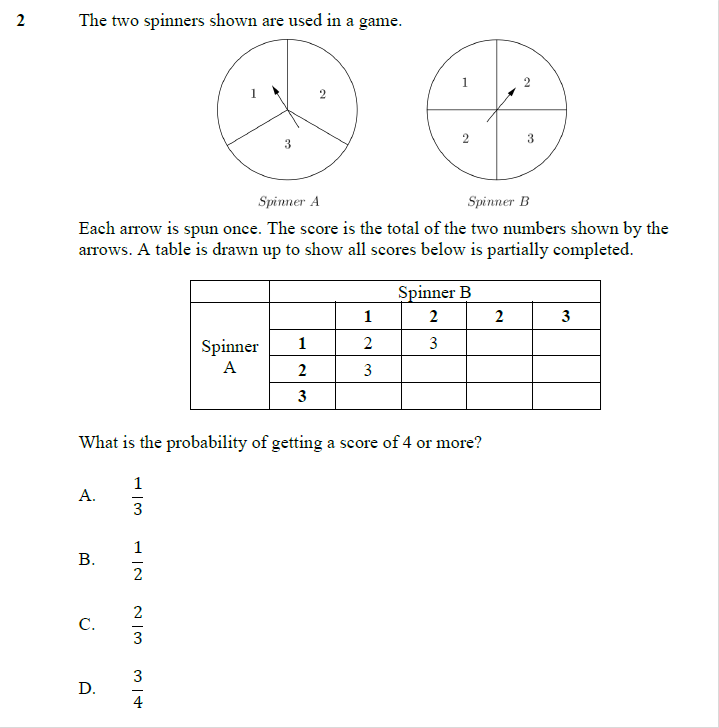 2 The two spinners shown are used in a game.
1 2 3
1 2 2 3
Spinner A Spinner B
Each arrow is spun once. The score is the total of the two numbers shown by the
arrows. A table is drawn up to show all scores below is partially completed.
Spinner B
1 2 2 3
Spinner A 1 2 3
2 3
3
What is the probability of getting a score of 4 or more?
A. 1/3
B. 1/2
C. 2/3
D. 3/4